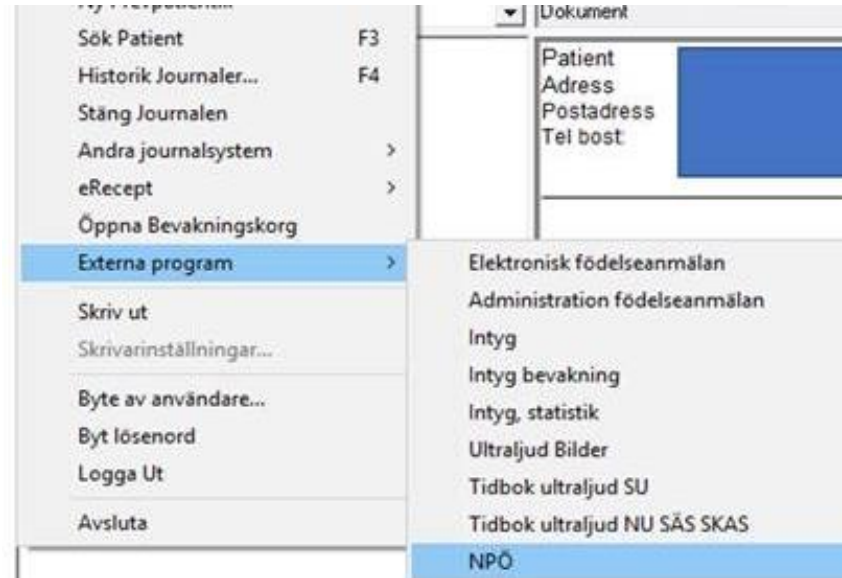 Sök Patient F3
Historik Journaler... F4
Stäng Journalen
Andra journalsystem >
eRecept >
Öppna Bevakningskorg
Externa program >
Skriv ut
Skrivarinställningar...
Byte av användare...
Byt lösenord
Logga Ut
Avsluta
Dokument
Patient
Adress
Postadress
Tel bost:
Elektronisk födelseanmälan
Administration födelseanmälan
Intyg
Intyg bevakning
Intyg, statistik
Ultraljud Bilder
Tidbok ultraljud SU
Tidbok ultraljud NU SÄS SKAS
NPÖ